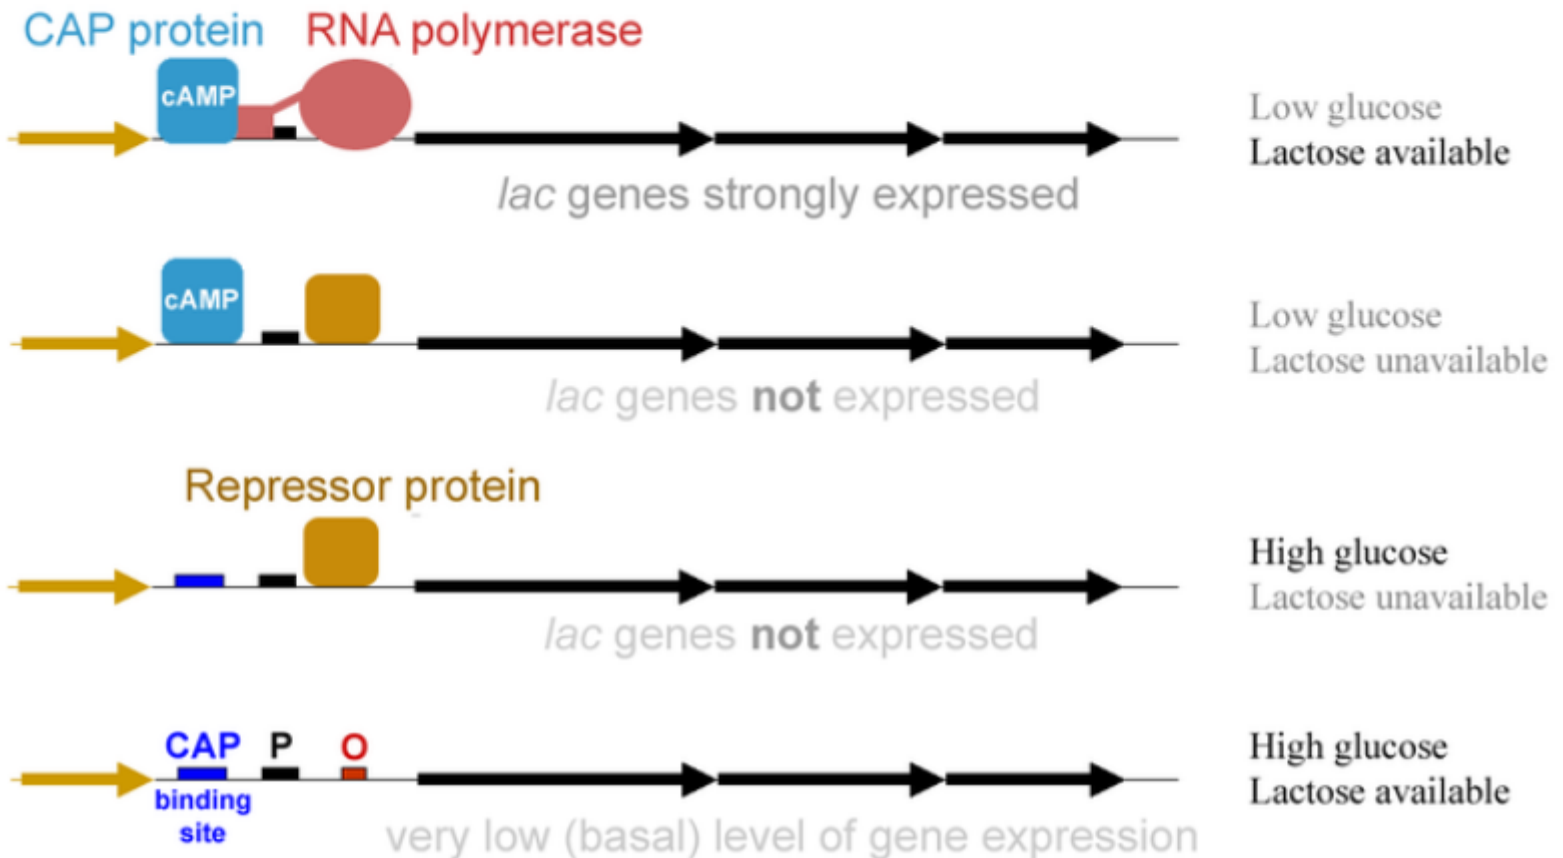 CAP protein RNA polymerase
cAMP
Low glucose
Lactose available
lac genes strongly expressed
cAMP
Low glucose
Lactose unavailable
lac genes not expressed
Repressor protein
High glucose
Lactose unavailable
lac genes not expressed
CAP P O
binding
site
High glucose
Lactose available
very low (basal) level of gene expression